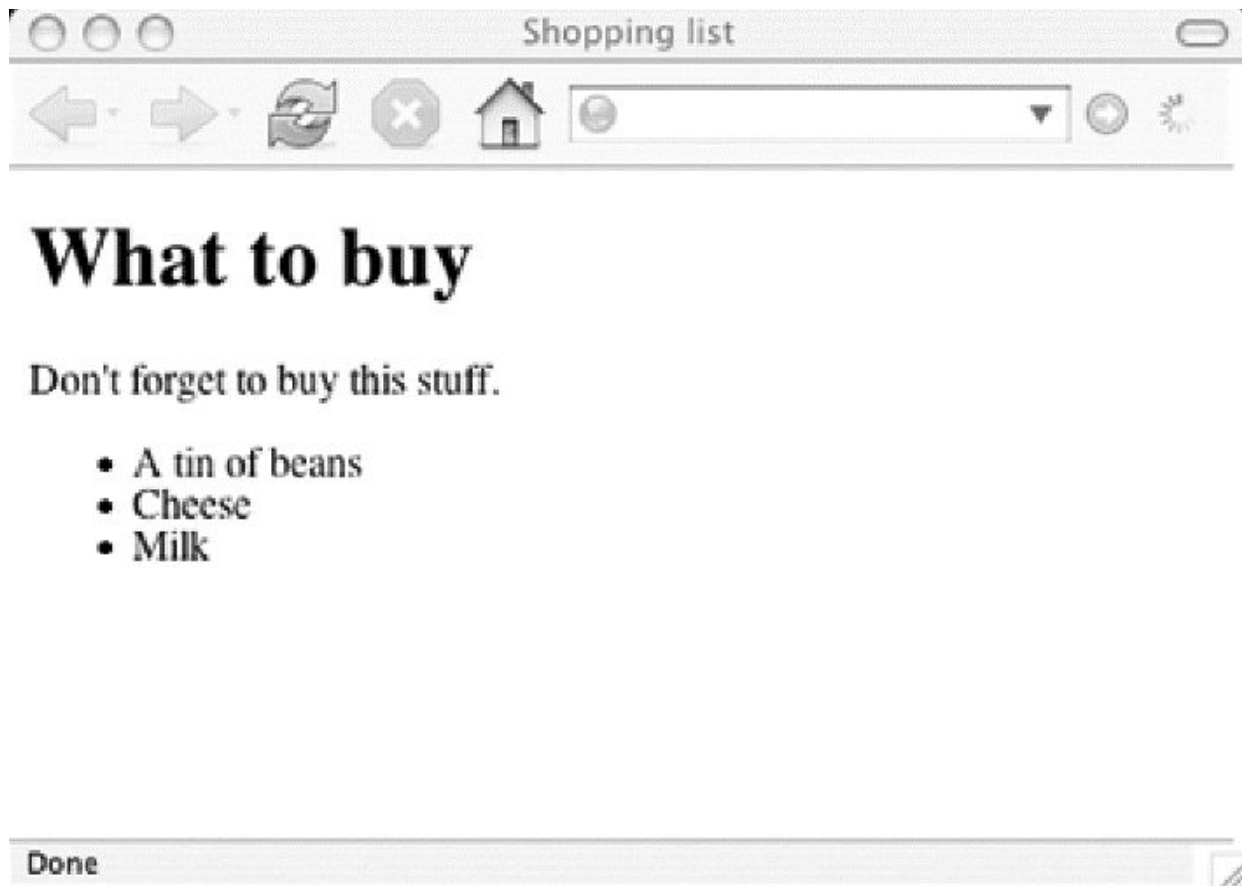 Shopping list
What to buy
Don't forget to buy this stuff.
A tin of beans
Cheese
Milk
Done